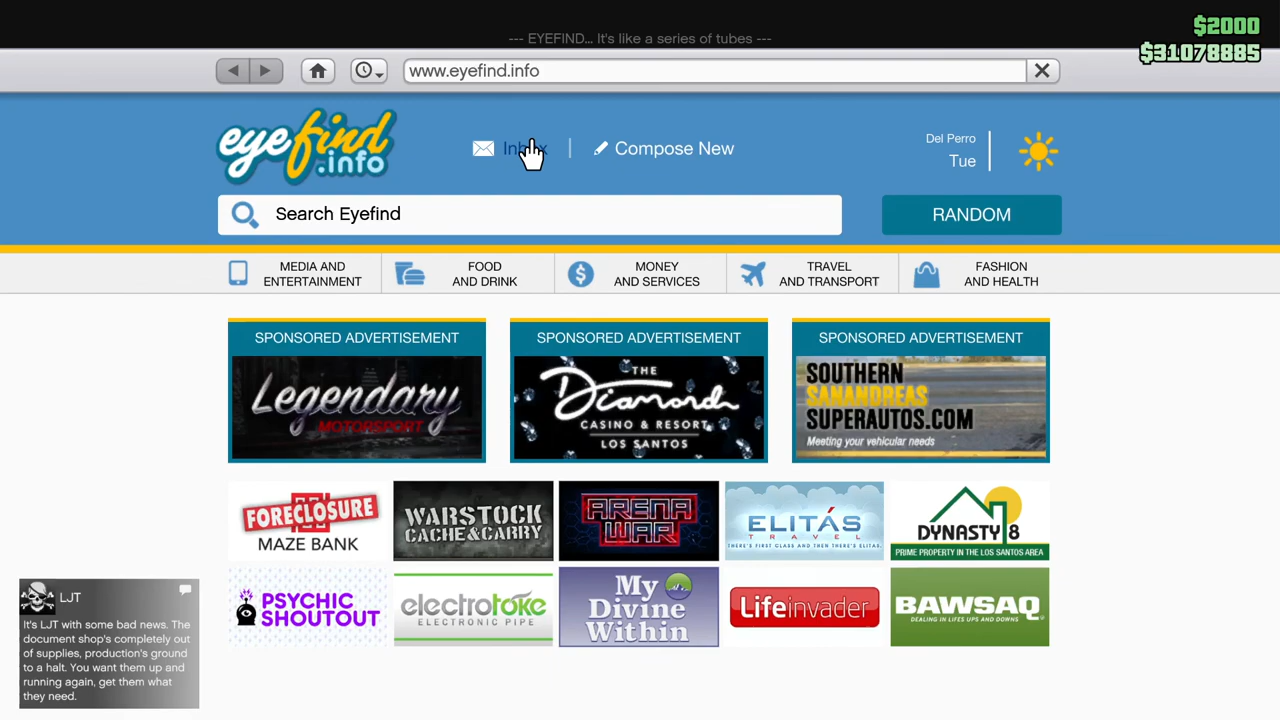 $2000
$31078885
--- EYEFIND... It's like a series of tubes ---
www.eyefind.info
eyefind
.info
Inbox
Compose New
Del Perro
Tue
Search Eyefind
RANDOM
MEDIA AND
ENTERTAINMENT
FOOD
AND DRINK
MONEY
AND SERVICES
TRAVEL
AND TRANSPORT
FASHION
AND HEALTH
SPONSORED ADVERTISEMENT
Legendary
MOTORSPORT
SPONSORED ADVERTISEMENT
THE
Diamond
CASINO & RESORT
LOS SANTOS
SPONSORED ADVERTISEMENT
SOUTHERN
SANANDREAS
SUPERAUTOS.COM
Meeting your vehicular needs
FORECLOSURE
MAZE BANK
WARSTOCK
CACHE & CARRY
ARENA
WAR
ELITÁS
TRAVEL
THERE'S FIRST CLASS AND THEN THERE'S ELITAS.
DYNASTY 8
PRIME PROPERTY IN THE LOS SANTOS AREA
PSYCHIC
SHOUTOUT
electrotoke
ELECTRONIC PIPE
My
Divine
Within
Lifeinvader
BAWSAQ
DEALING IN LIFES UPS AND DOWNS
LJT
It's LJT with some bad news. The
document shop's completely out
of supplies, production's ground
to a halt. You want them up and
running again, get them what
they need.